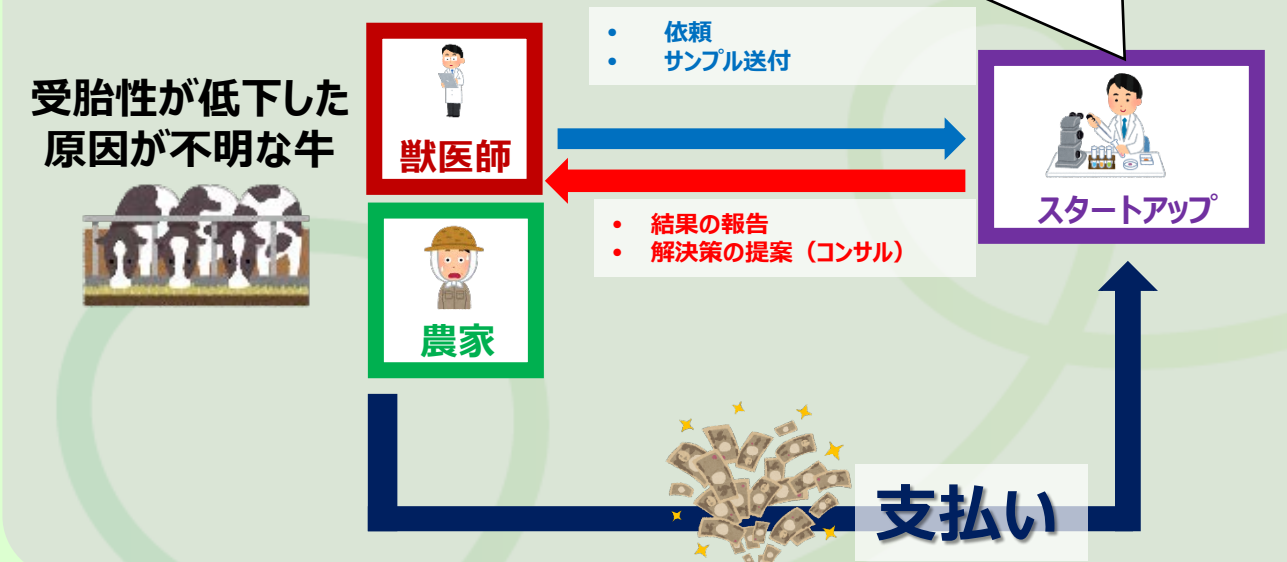 受胎性が低下した
原因が不明な牛
獣医師
農家
• 依頼
• サンプル送付
• 結果の報告
• 解決策の提案（コンサル）
スタートアップ
支払い